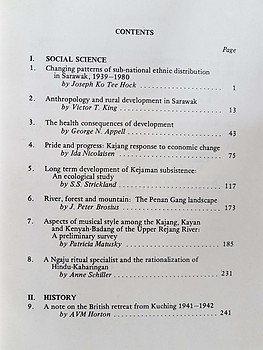 CONTENTS
Page
I. SOCIAL SCIENCE
1. Changing patterns of sub-national ethnic distribution
in Sarawak, 1939–1980
by Joseph Ko Tee Hock . . . . . . . . . . . . . . . . . . . . 1
2. Anthropology and rural development in Sarawak
by Victor T. King . . . . . . . . . . . . . . . . . . . . 13
3. The health consequences of development
by George N. Appell . . . . . . . . . . . . . . . . . . . . 43
4. Pride and progress: Kajang response to economic change
by Ida Nicolaisen . . . . . . . . . . . . . . . . . . . . 75
5. Long term development of Kejaman subsistence:
An ecological study
by S.S. Strickland . . . . . . . . . . . . . . . . . . . . 117
6. River, forest and mountain: The Penan Gang landscape
by J. Peter Brosius . . . . . . . . . . . . . . . . . . . . 173
7. Aspects of musical style among the Kajang, Kayan
and Kenyah-Badang of the Upper Rejang River:
A preliminary survey
by Patricia Matusky . . . . . . . . . . . . . . . . . . . . 185
8. A Ngaju ritual specialist and the rationalization of
Hindu-Kaharingan
by Anne Schiller . . . . . . . . . . . . . . . . . . . . 231
II. HISTORY
9. A note on the British retreat from Kuching 1941–1942
by AVM Horton . . . . . . . . . . . . . . . . . . . . 241